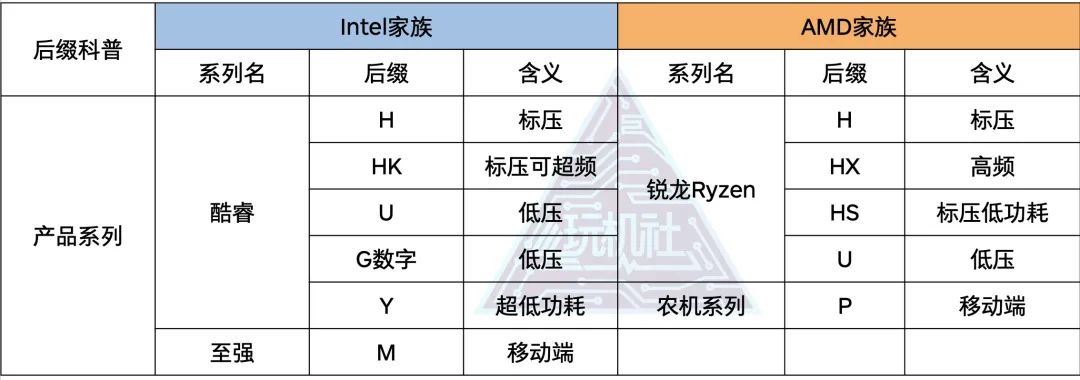 后缀科普 Intel家族 AMD家族
系列名 后缀 含义 系列名 后缀 含义
产品系列 酷睿 H 标压 锐龙Ryzen H 标压
HK 标压可超频 HX 高频
U 低压 HS 标压低功耗
G数字 低压 U 低压
Y 超低功耗 农机系列 P 移动端
至强 M 移动端
玩机社